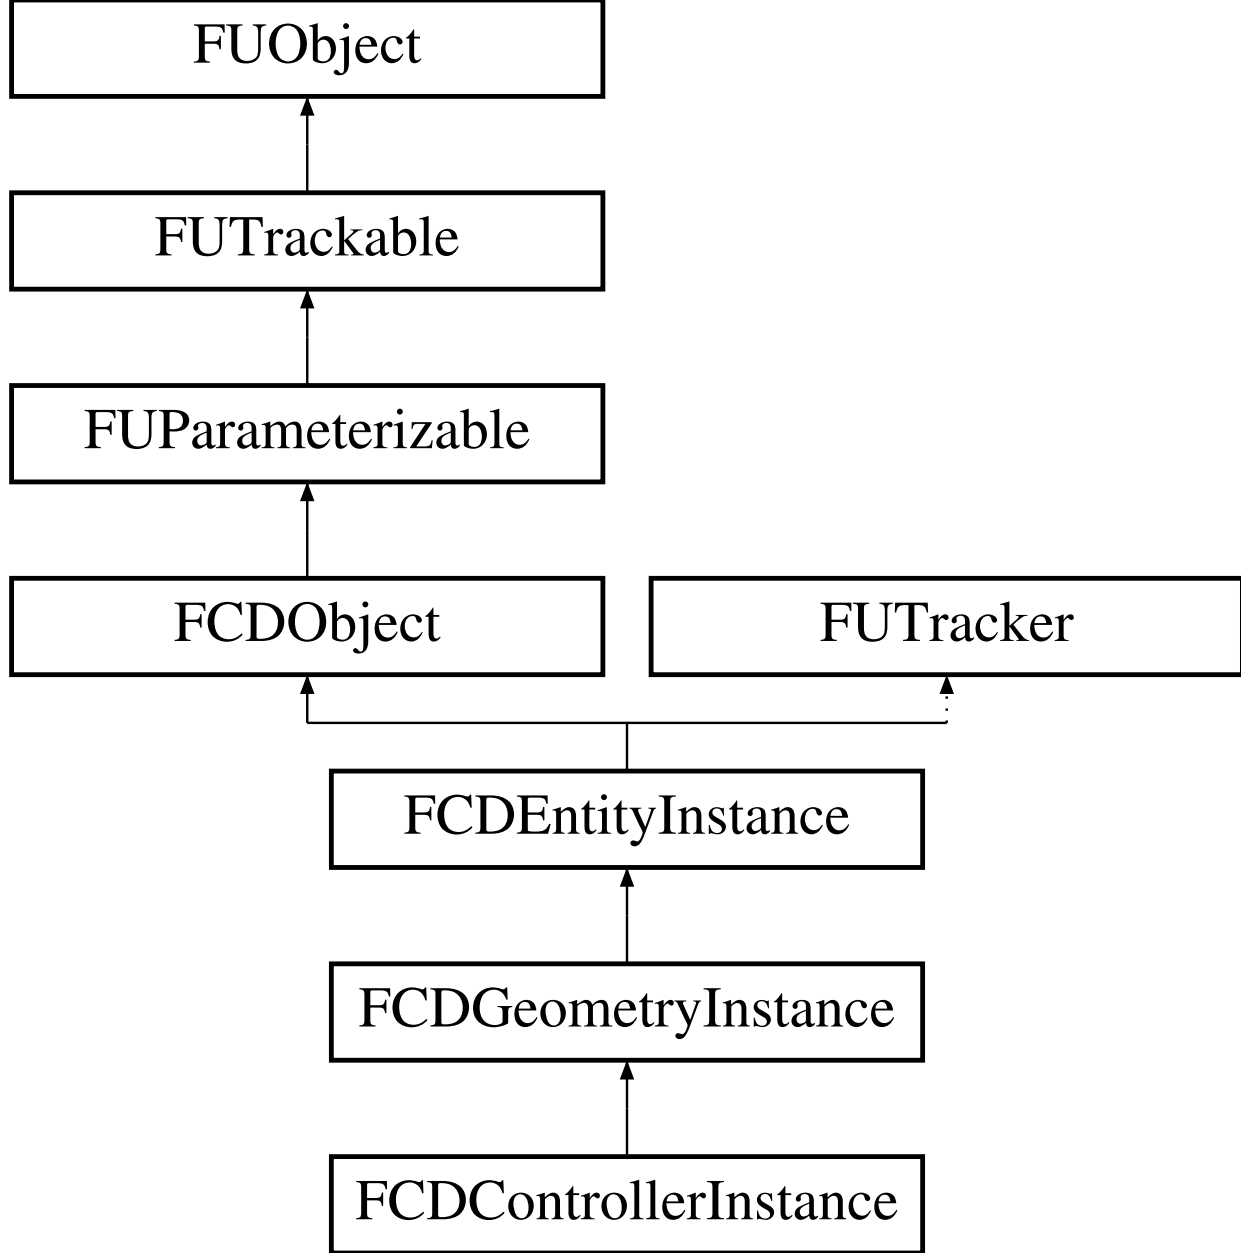 FUObject
FUTrackable
FUParameterizable
FCDObject
FUTracker
FCDEntityInstance
FCDGeometryInstance
FCDControllerInstance